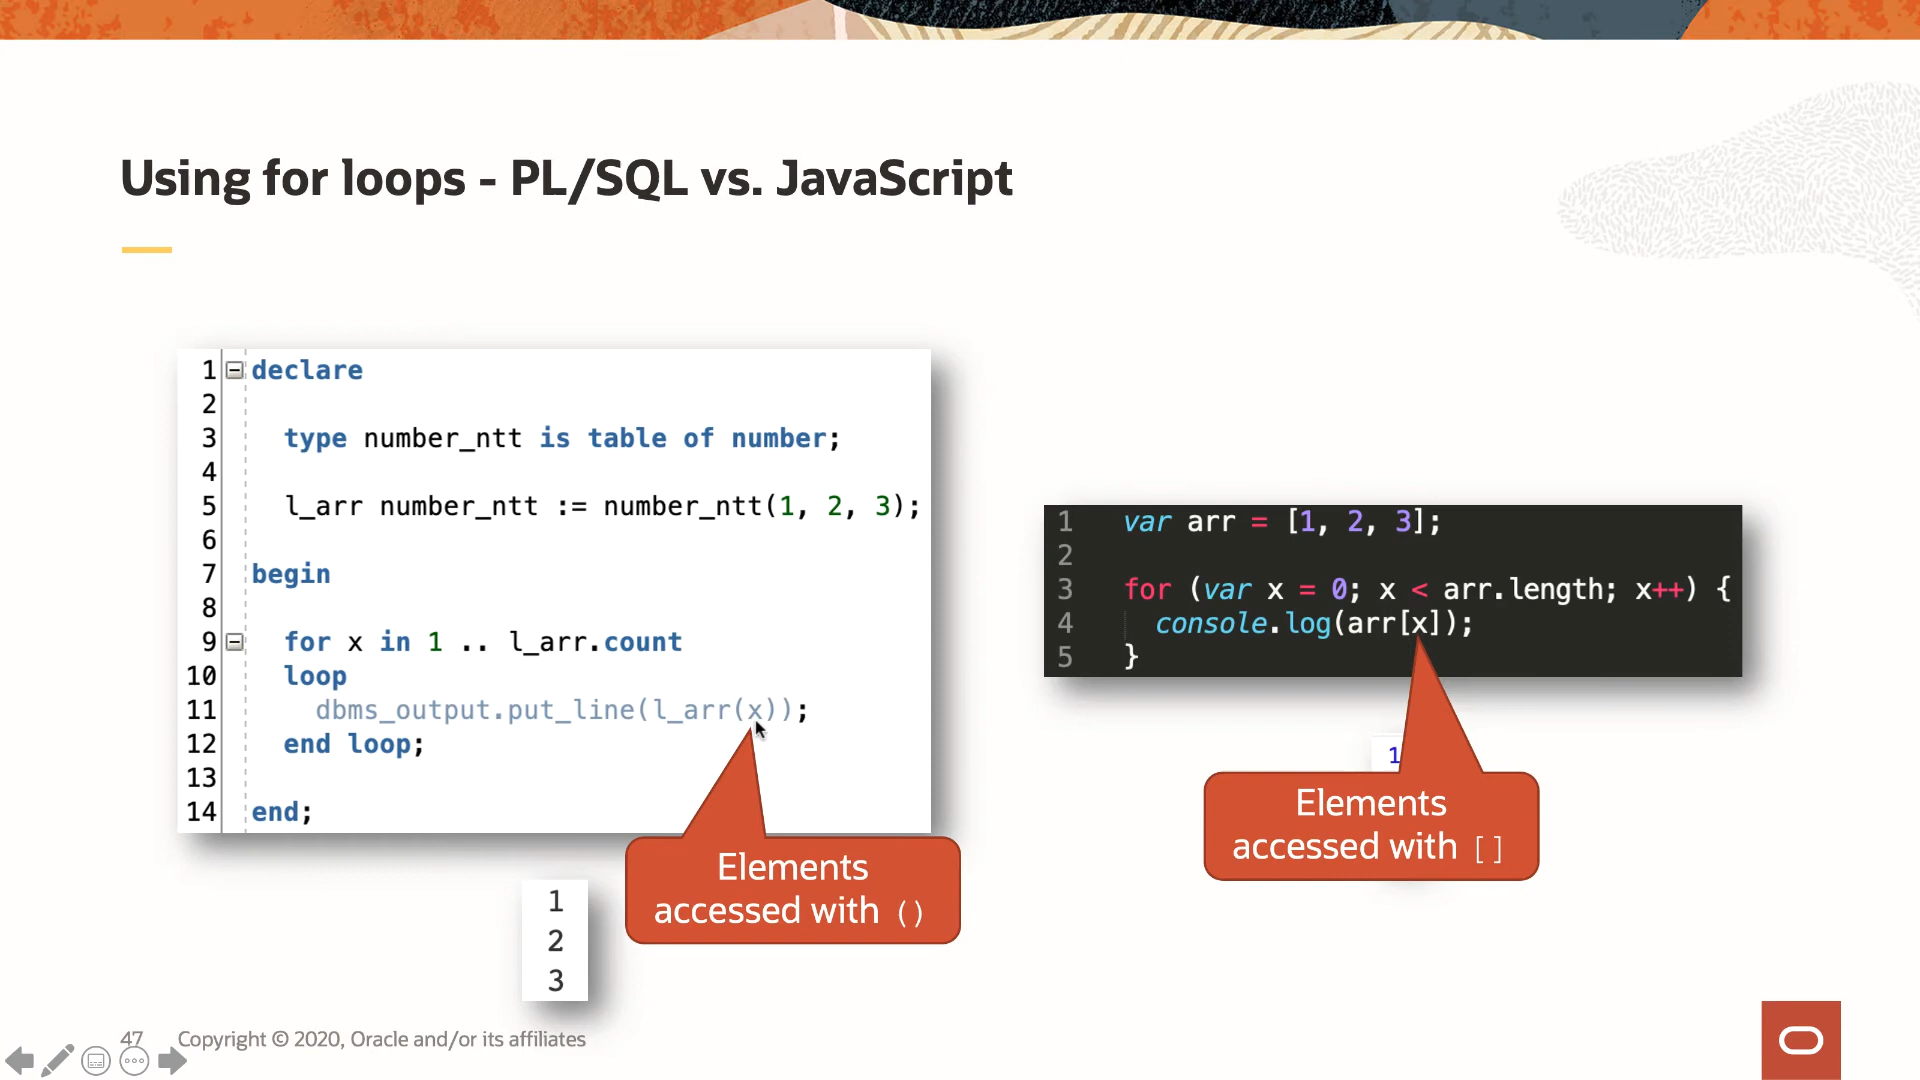 Using for loops - PL/SQL vs. JavaScript
1 declare
2
3 type number_ntt is table of number;
4
5 l_arr number_ntt := number_ntt(1, 2, 3);
6
7 begin
8
9 for x in 1 .. l_arr.count
10 loop
11 dbms_output.put_line(l_arr(x));
12 end loop;
13
14 end;
Elements
accessed with ()
1
2
3
1 var arr = [1, 2, 3];
2
3 for (var x = 0; x < arr.length; x++) {
4 console.log(arr[x]);
5 }
1
Elements
accessed with []
47 Copyright © 2020, Oracle and/or its affiliates